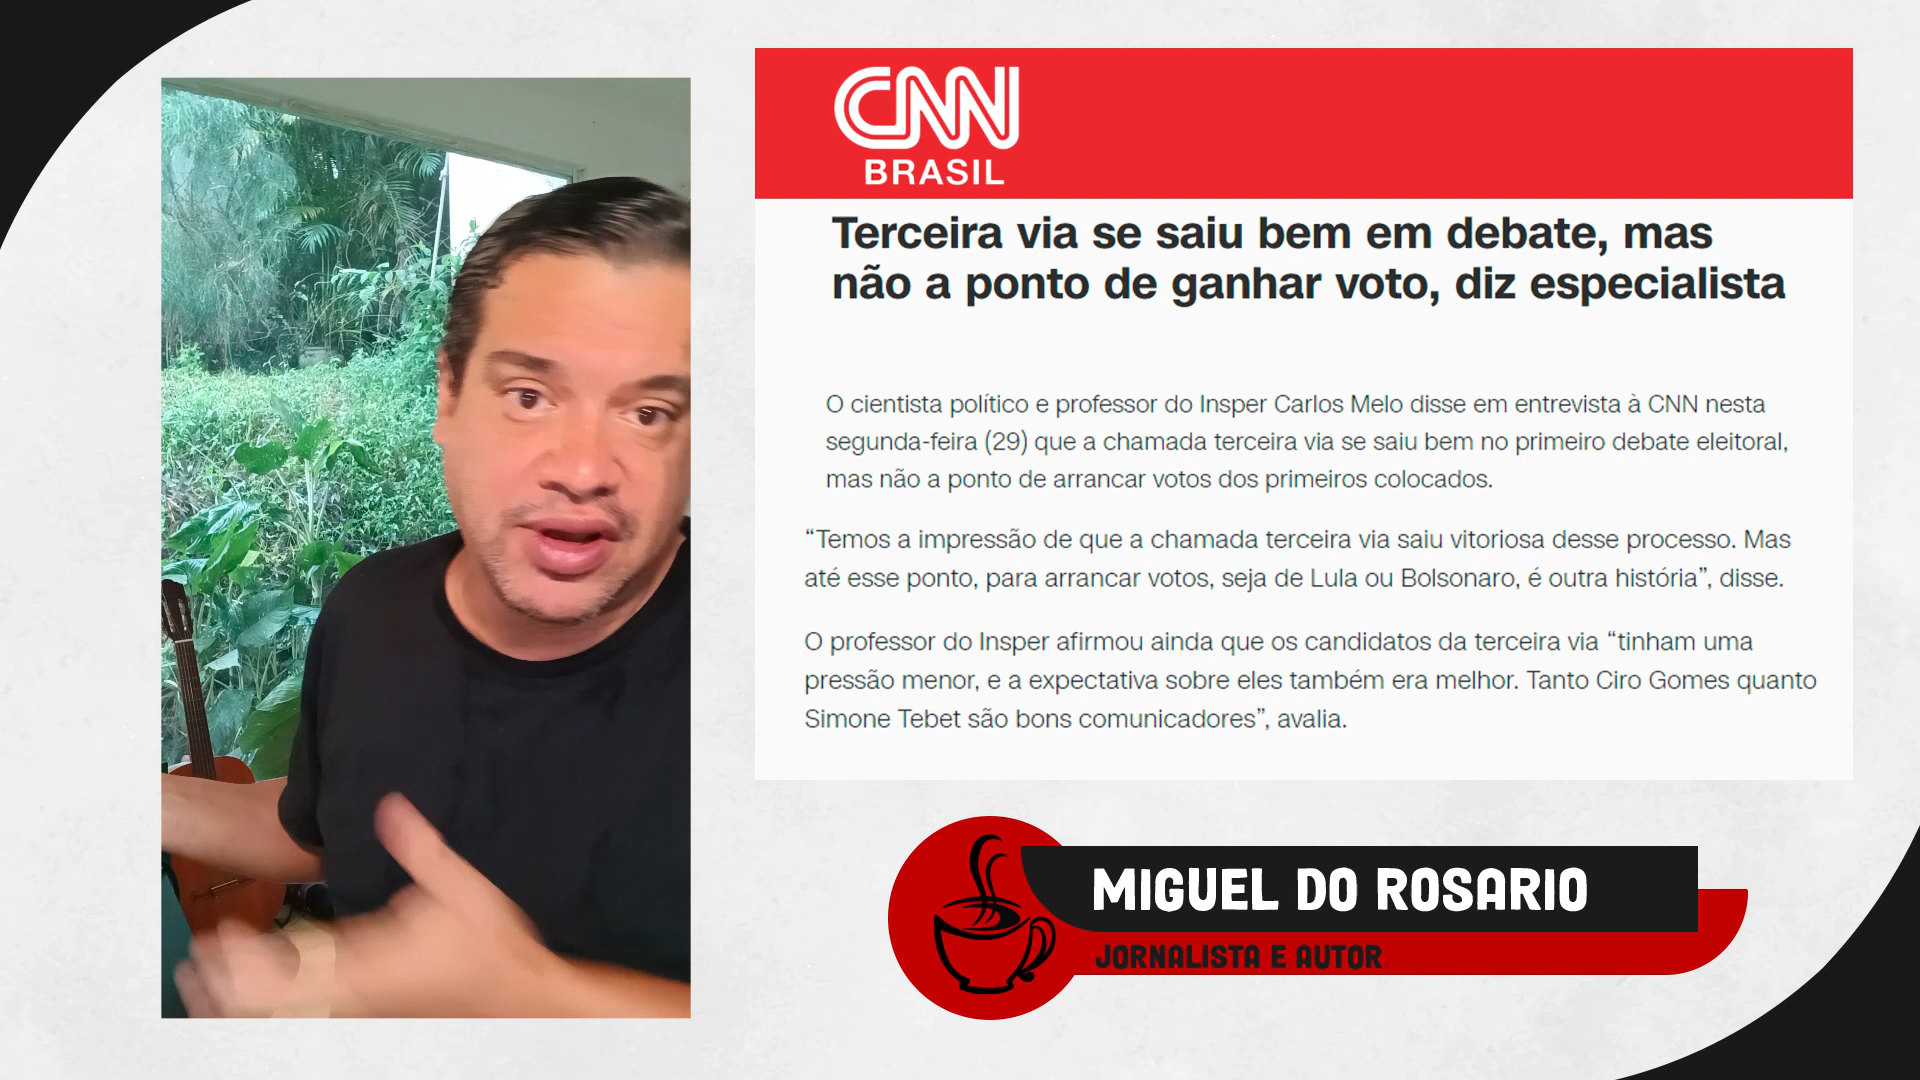 CNN
BRASIL
Terceira via se saiu bem em debate, mas
não a ponto de ganhar voto, diz especialista
O cientista político e professor do Insper Carlos Melo disse em entrevista à CNN nesta
segunda-feira (29) que a chamada terceira via se saiu bem no primeiro debate eleitoral,
mas não a ponto de arrancar votos dos primeiros colocados.
“Temos a impressão de que a chamada terceira via saiu vitoriosa desse processo. Mas
até esse ponto, para arrancar votos, seja de Lula ou Bolsonaro, é outra história”, disse.
O professor do Insper afirmou ainda que os candidatos da terceira via “tinham uma
pressão menor, e a expectativa sobre eles também era melhor. Tanto Ciro Gomes quanto
Simone Tebet são bons comunicadores”, avalia.
MIGUEL DO ROSARIO
JORNALISTA E AUTOR